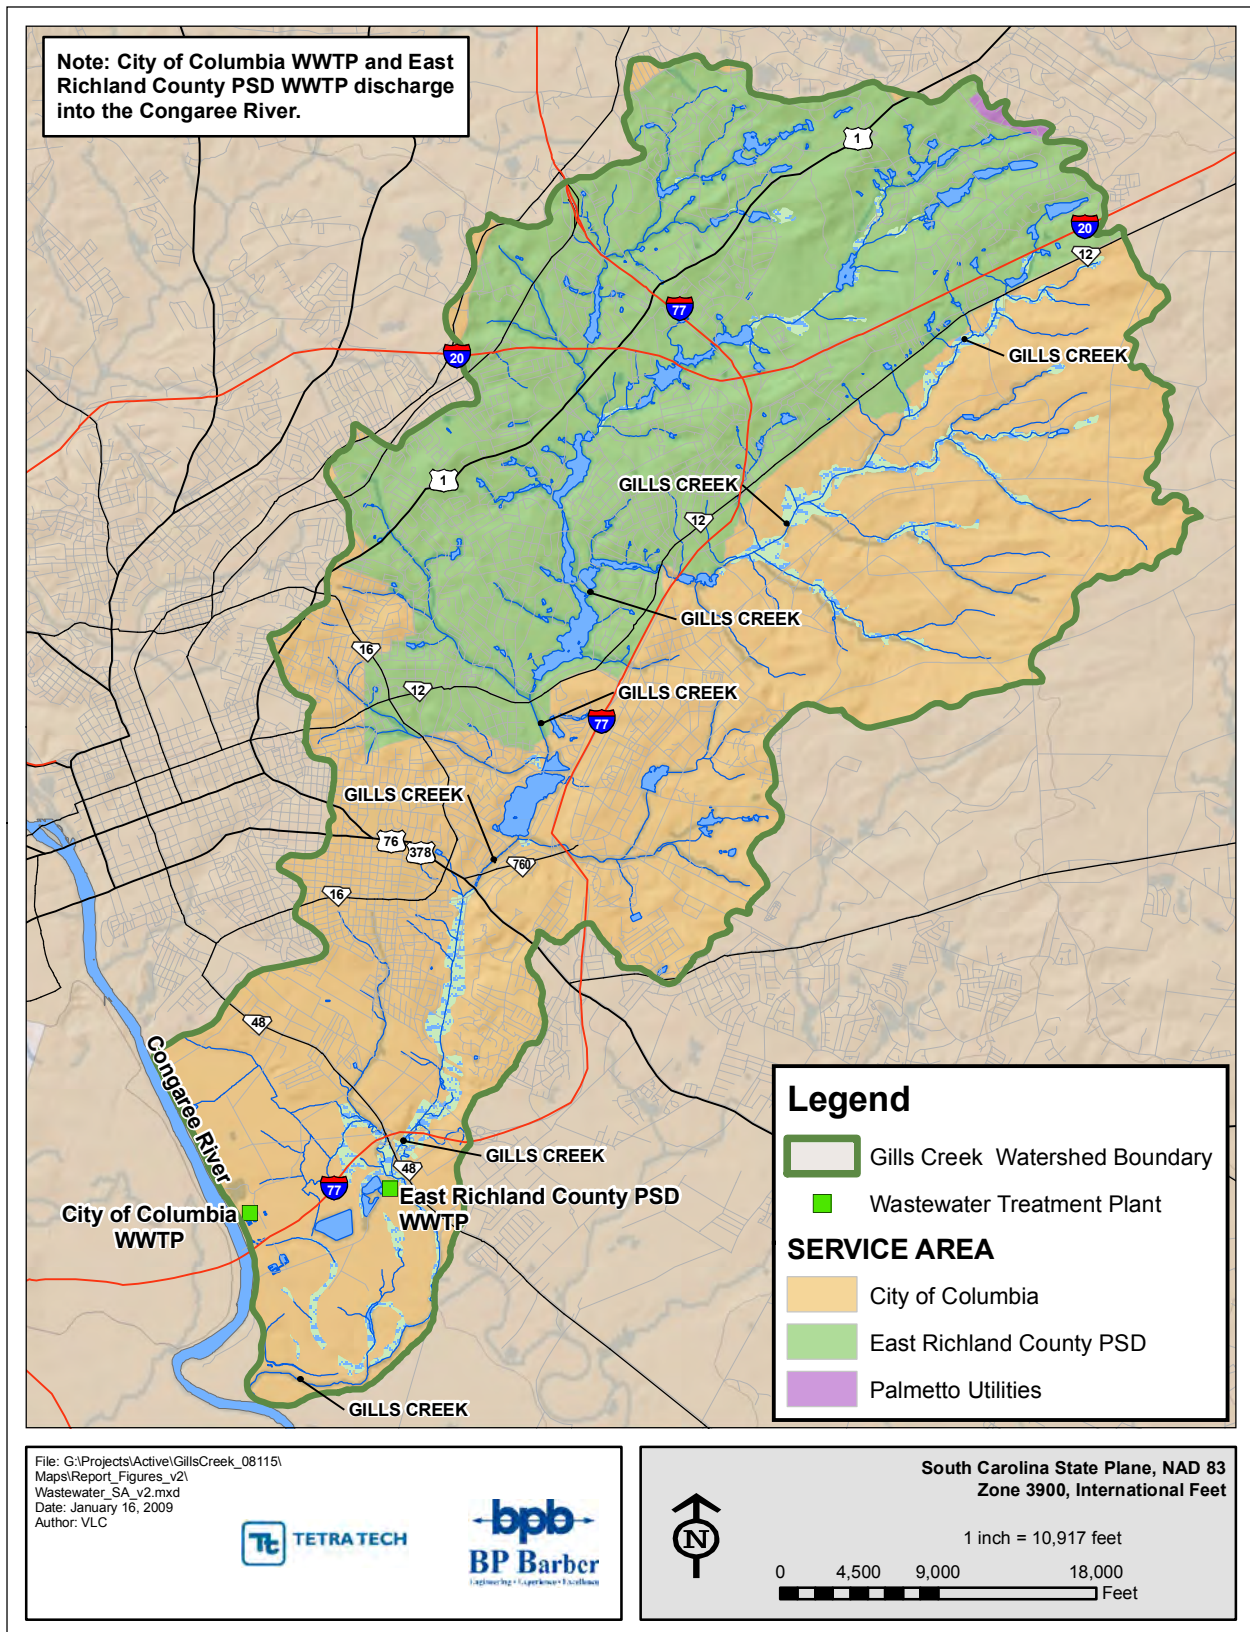 Note: City of Columbia WWTP and East
Richland County PSD WWTP discharge
into the Congaree River.
1
20
12
77
20
GILLS CREEK
1
GILLS CREEK
12
GILLS CREEK
16
12
GILLS CREEK
77
GILLS CREEK
76
378
760
16
48
Congaree River
GILLS CREEK
48
77
East Richland County PSD
WWTP
City of Columbia
WWTP
GILLS CREEK
Legend
Gills Creek Watershed Boundary
Wastewater Treatment Plant
SERVICE AREA
City of Columbia
East Richland County PSD
Palmetto Utilities
File: G:\Projects\Active\GillsCreek_08115\
Maps\Report_Figures_v2\
Wastewater_SA_v2.mxd
Date: January 16, 2009
Author: VLC
Tt TETRA TECH
bpb
BP Barber
Engineering • Experience • Excellence
South Carolina State Plane, NAD 83
Zone 3900, International Feet
N
1 inch = 10,917 feet
0 4,500 9,000 18,000
Feet